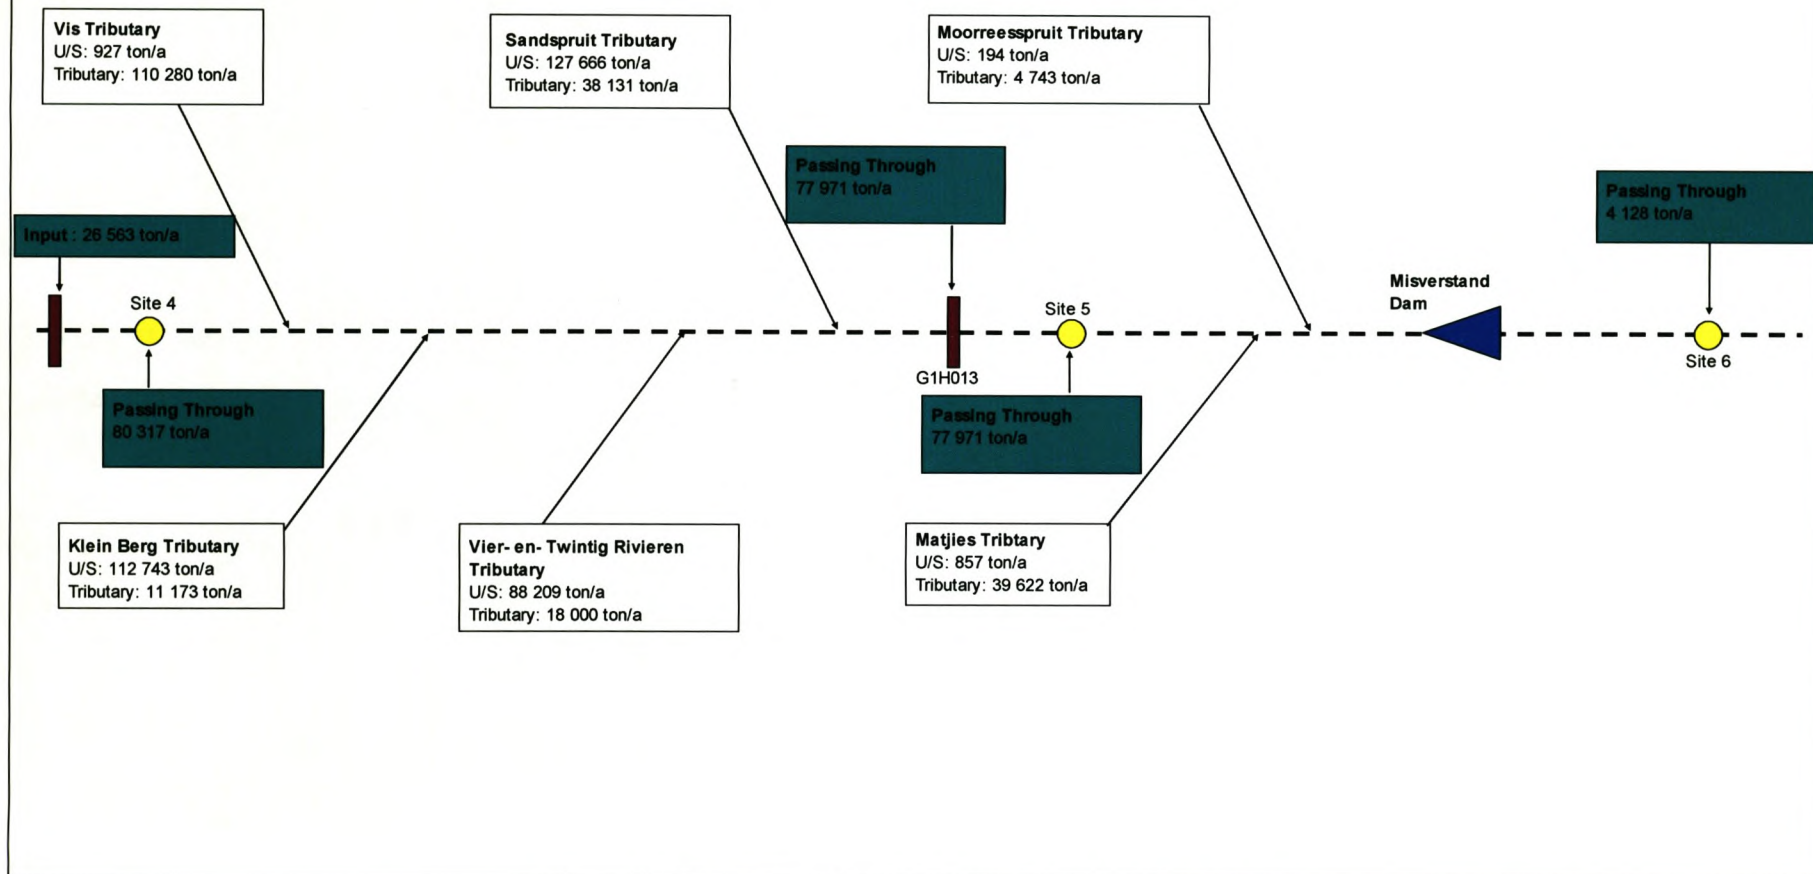 Vis Tributary
U/S: 927 ton/a
Tributary: 110 280 ton/a
Sandspruit Tributary
U/S: 127 666 ton/a
Tributary: 38 131 ton/a
Moorreesspruit Tributary
U/S: 194 ton/a
Tributary: 4 743 ton/a
Passing Through
77 971 ton/a
Passing Through
4 128 ton/a
Input : 26 563 ton/a
Misverstand
Dam
Site 4
Site 5
Site 6
G1H013
Passing Through
80 317 ton/a
Passing Through
77 971 ton/a
Klein Berg Tributary
U/S: 112 743 ton/a
Tributary: 11 173 ton/a
Vier- en- Twintig Rivieren
Tributary
U/S: 88 209 ton/a
Tributary: 18 000 ton/a
Matjies Tribtary
U/S: 857 ton/a
Tributary: 39 622 ton/a